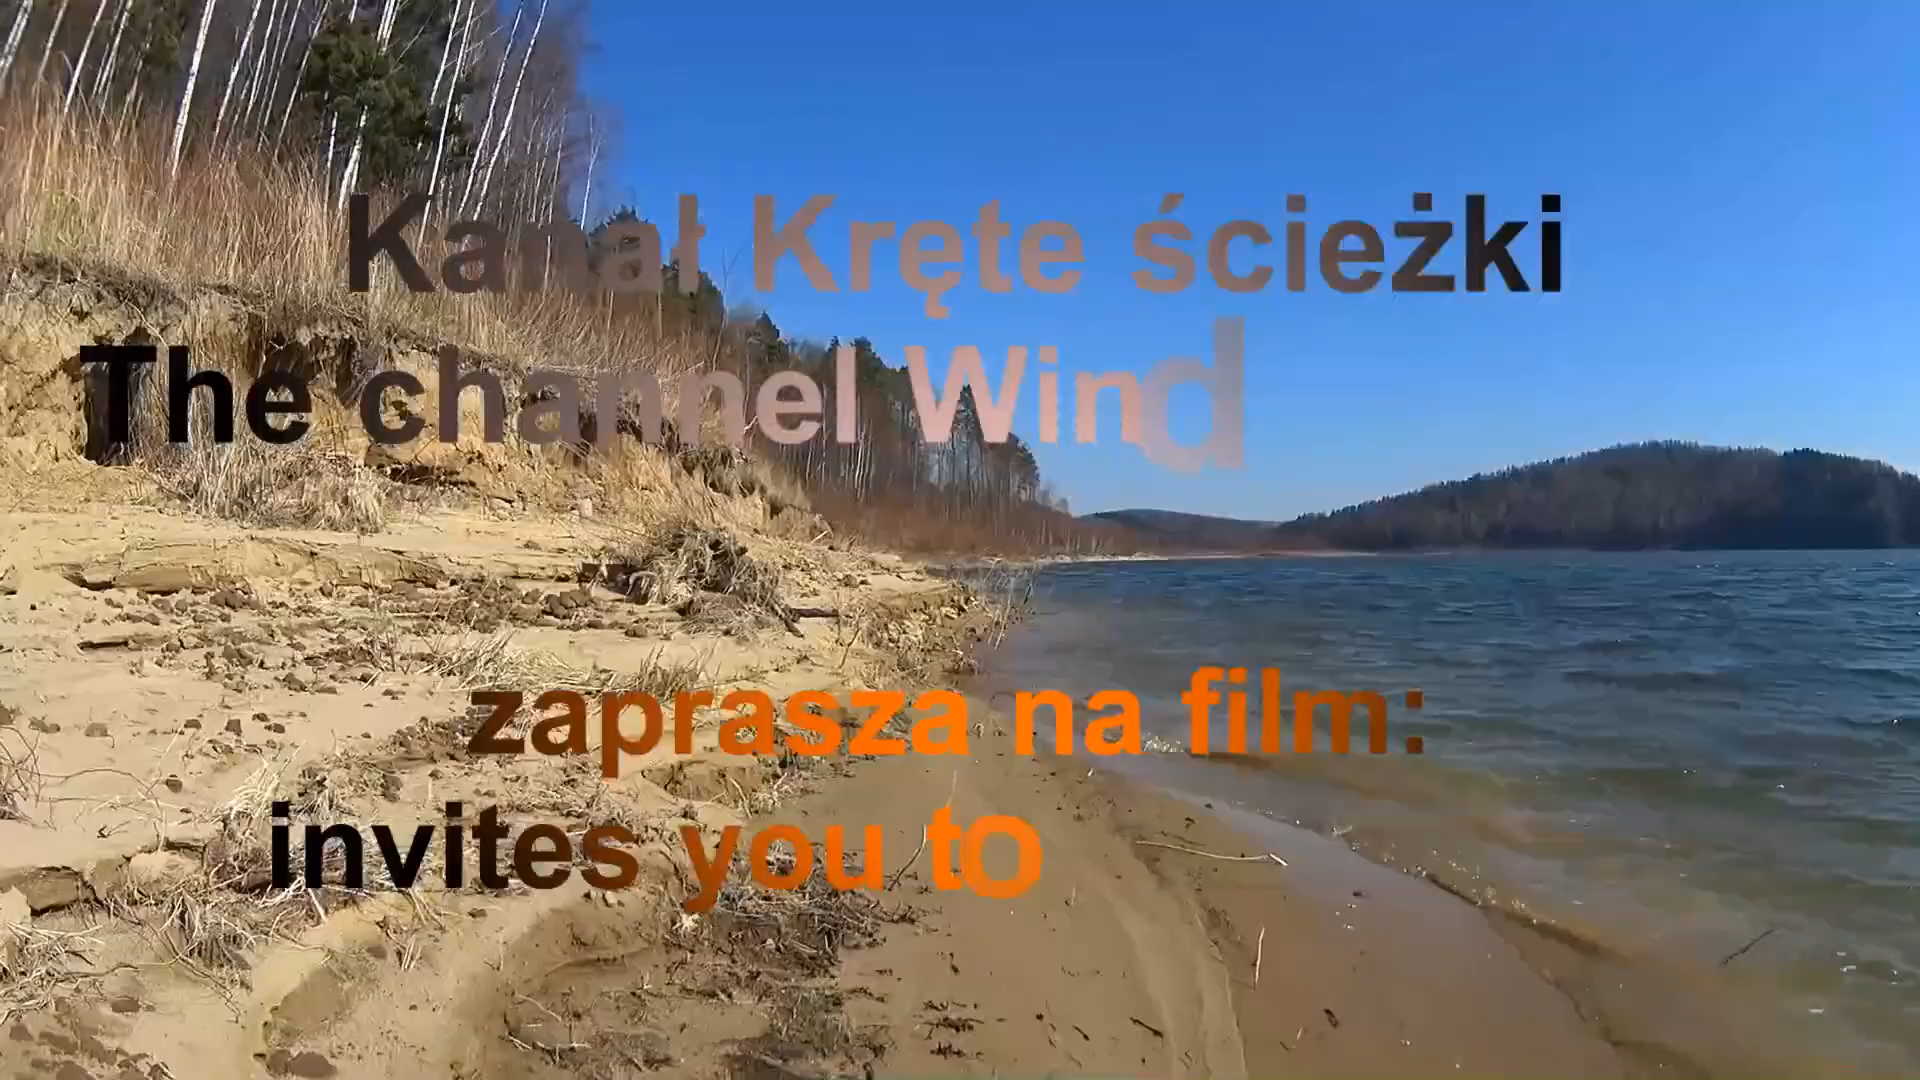 Kanał Kręte ścieżki
The channel Wind
zaprasza na film:
invites you to